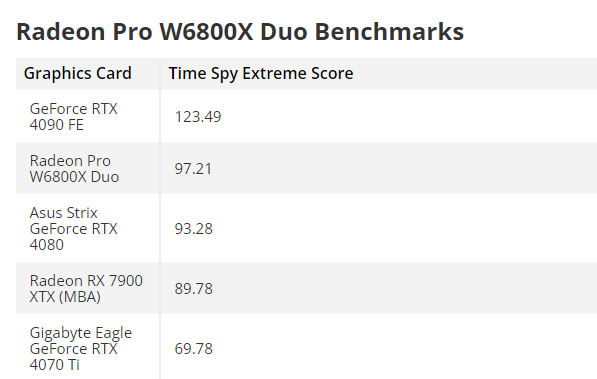 Radeon Pro W6800X Duo Benchmarks
Graphics Card Time Spy Extreme Score
GeForce RTX
4090 FE
123.49
Radeon Pro
W6800X Duo
97.21
Asus Strix
GeForce RTX
4080
93.28
Radeon RX 7900
XTX (MBA)
89.78
Gigabyte Eagle
GeForce RTX
4070 Ti
69.78